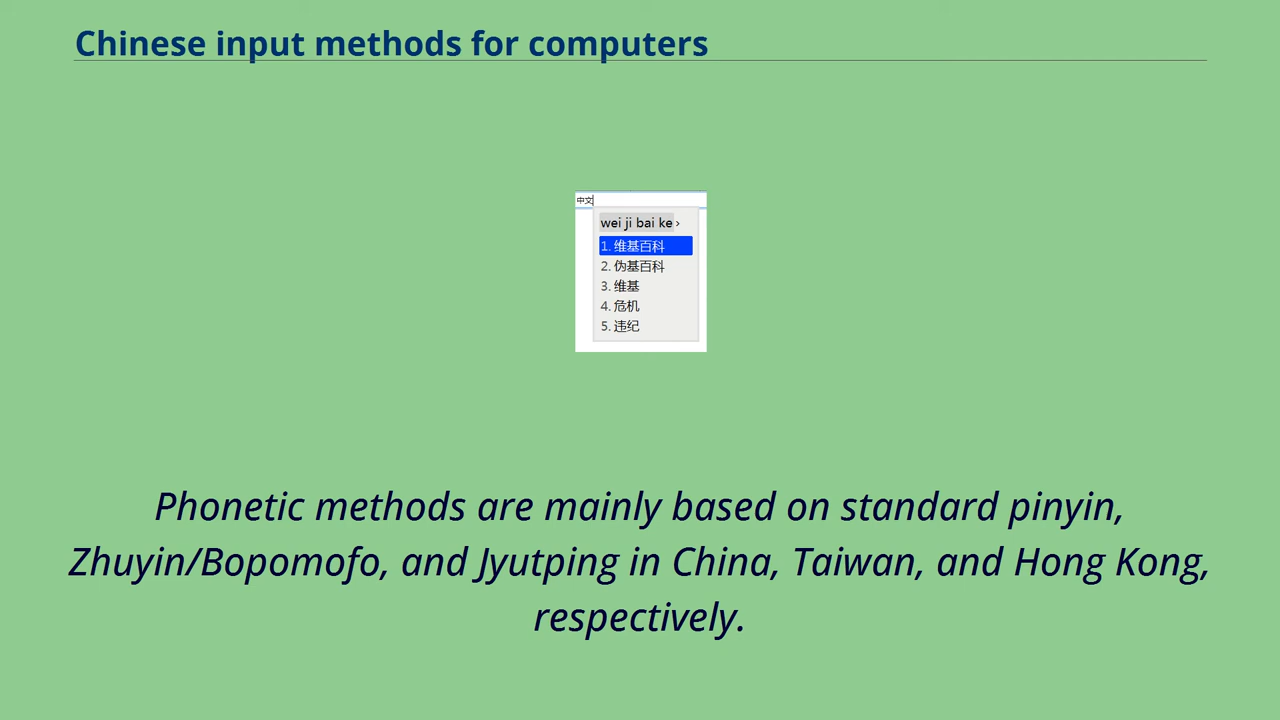 Chinese input methods for computers
中文
wei ji bai ke ›
1. 维基百科
2. 伪基百科
3. 维基
4. 危机
5. 违纪
Phonetic methods are mainly based on standard pinyin,
Zhuyin/Bopomofo, and Jyutping in China, Taiwan, and Hong Kong,
respectively.